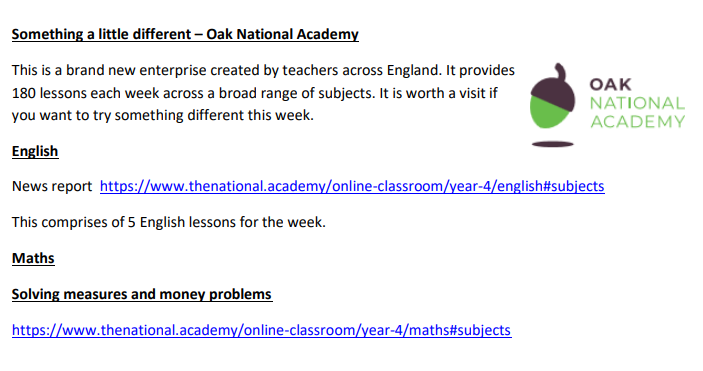 Something a little different – Oak National Academy
This is a brand new enterprise created by teachers across England. It provides
180 lessons each week across a broad range of subjects. It is worth a visit if
you want to try something different this week.
OAK
NATIONAL
ACADEMY
English
News report  https://www.thenational.academy/online-classroom/year-4/english#subjects
This comprises of 5 English lessons for the week.
Maths
Solving measures and money problems
https://www.thenational.academy/online-classroom/year-4/maths#subjects